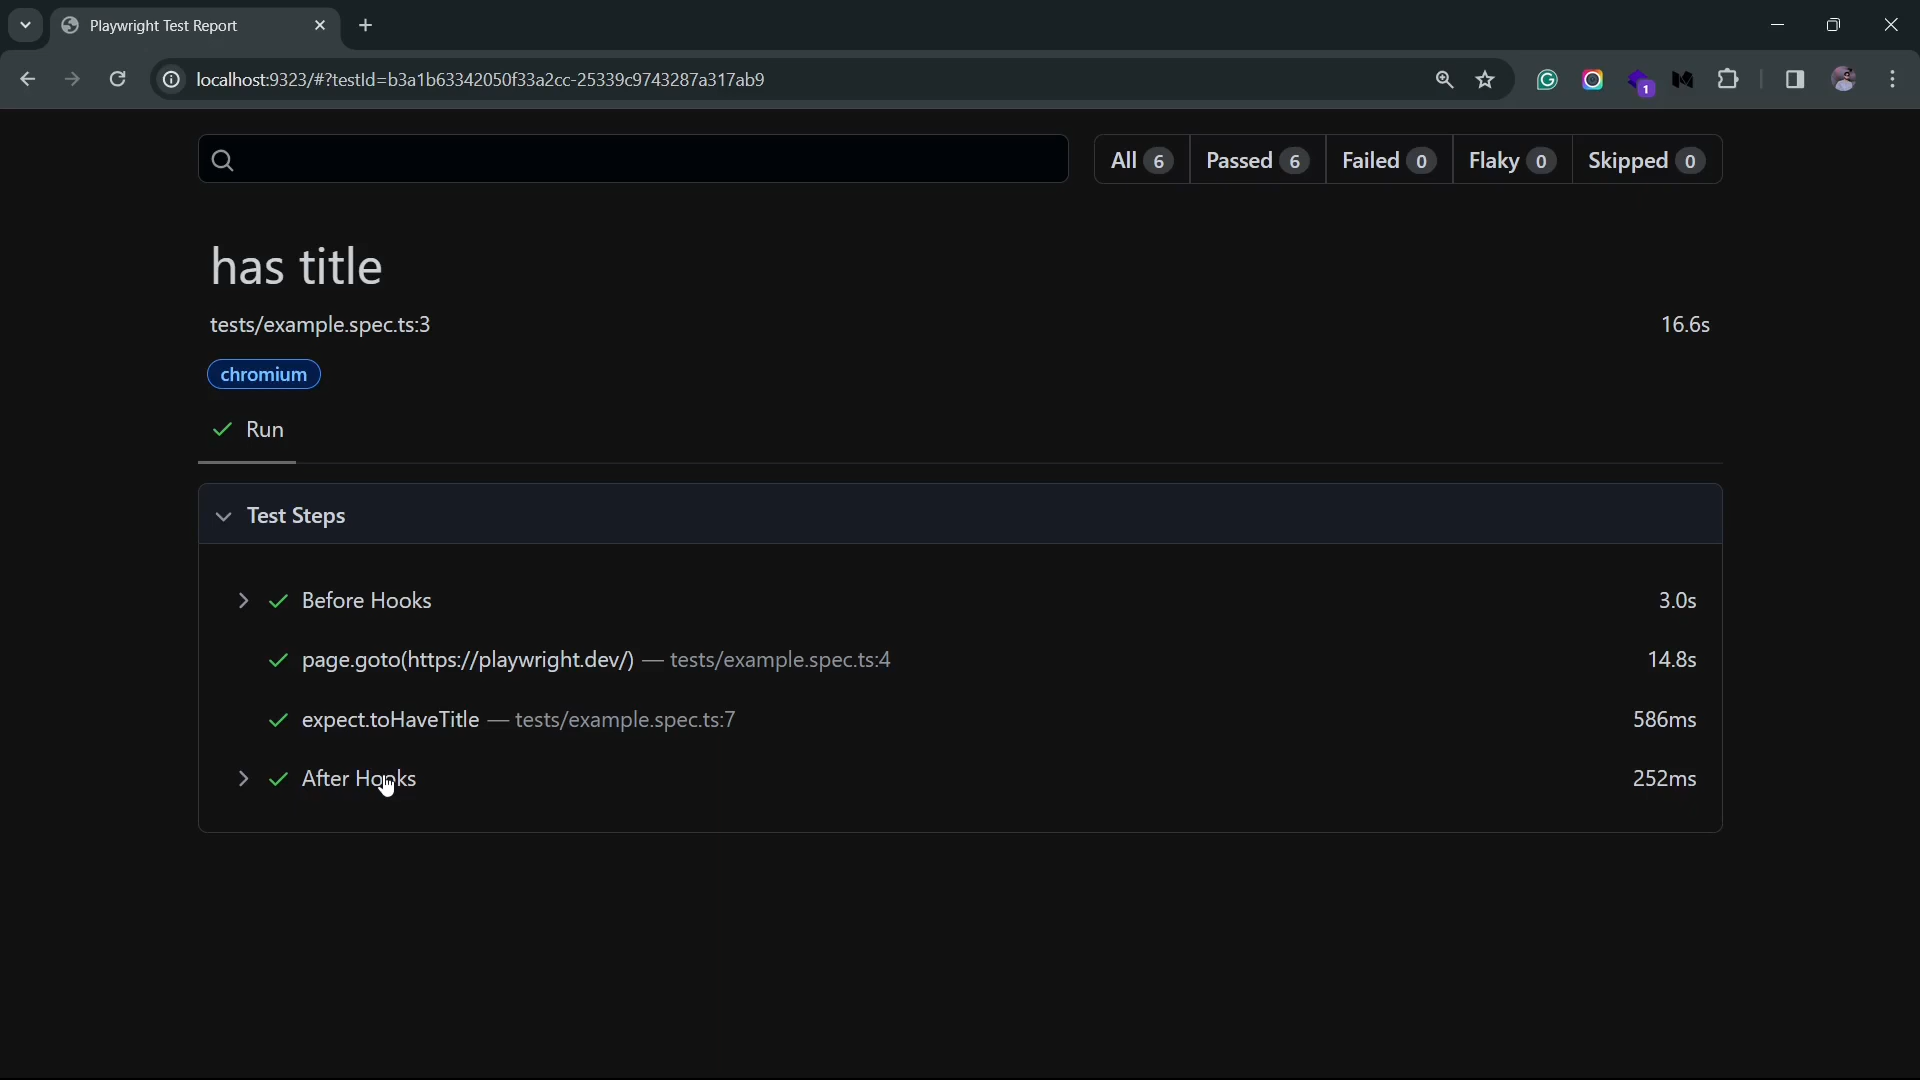 Playwright Test Report
localhost:9323/#?testId=b3a1b63342050f33a2cc-25339c9743287a317ab9
1
All 6 Passed 6 Failed 0 Flaky 0 Skipped 0
has title
tests/example.spec.ts:3 16.6s
chromium
Run
Test Steps
Before Hooks 3.0s
page.goto(https://playwright.dev/) — tests/example.spec.ts:4 14.8s
expect.toHaveTitle — tests/example.spec.ts:7 586ms
After Hooks 252ms